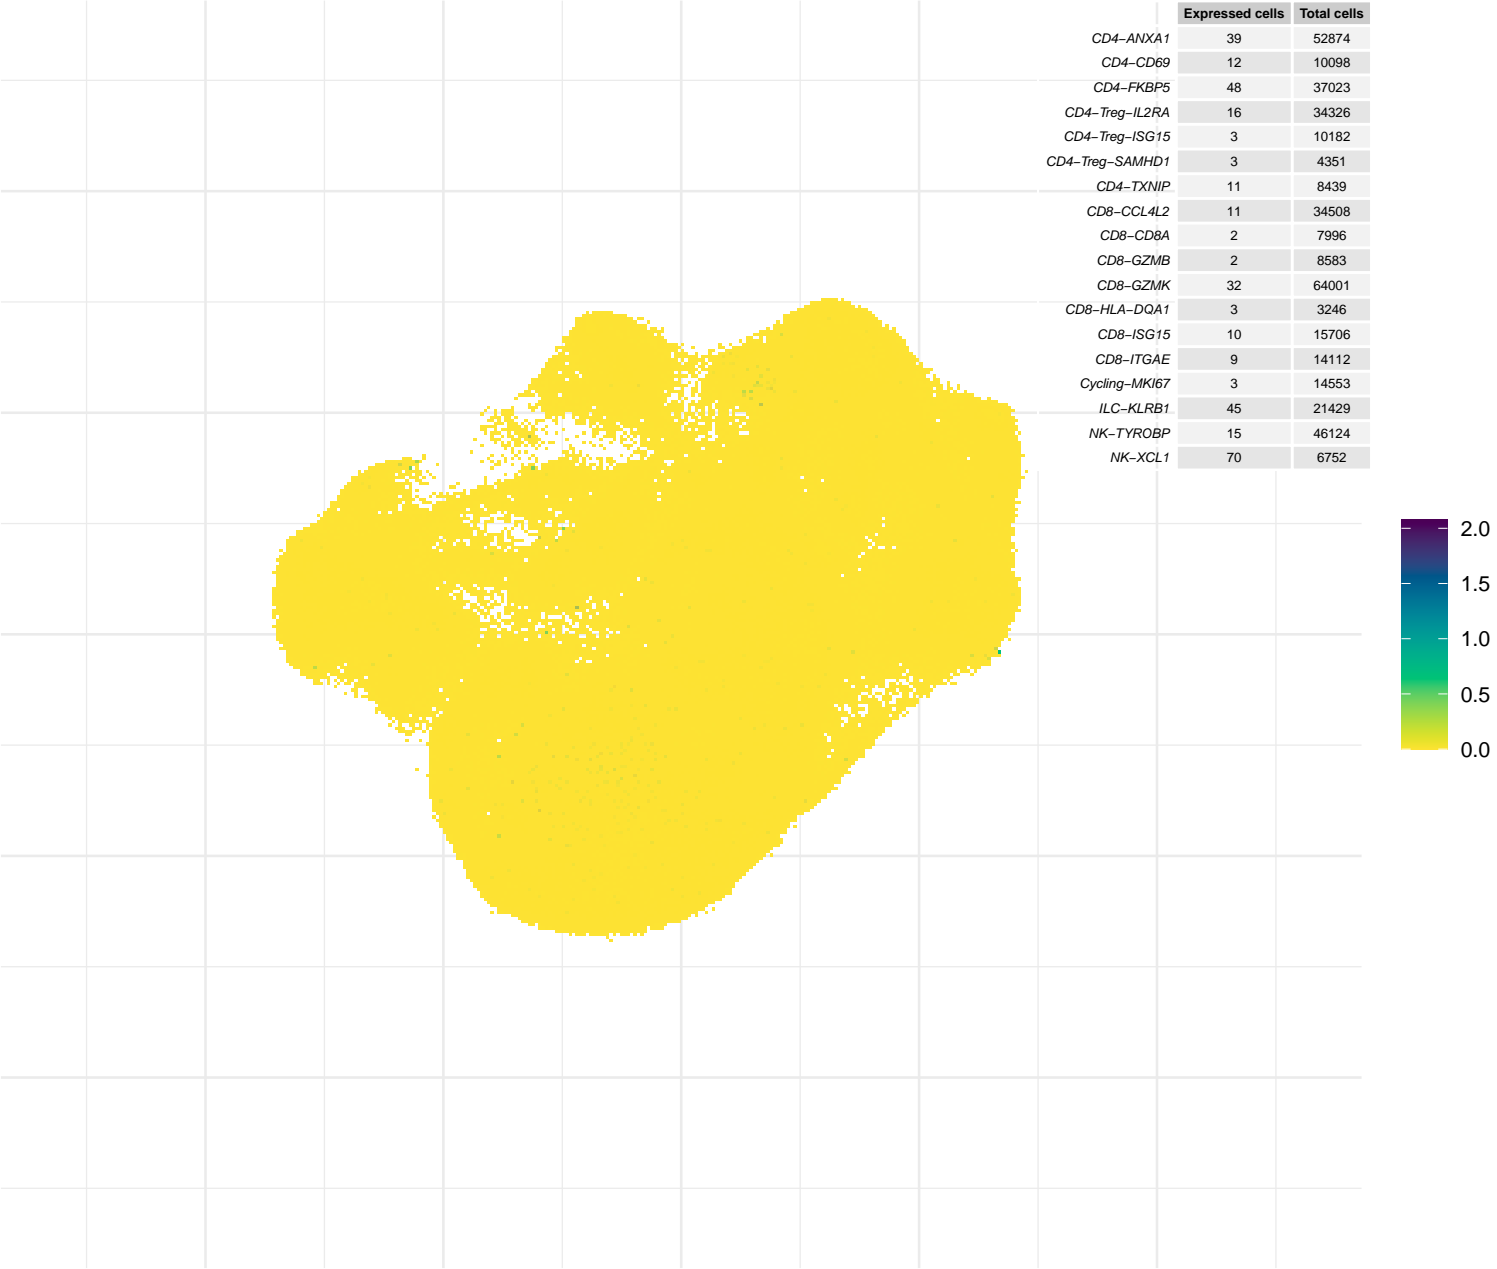 Expressed cells Total cells
CD4−ANXA1 39 52874
CD4−CD69 12 10098
CD4−FKBP5 48 37023
CD4−Treg−IL2RA 16 34326
CD4−Treg−ISG15 3 10182
CD4−Treg−SAMHD1 3 4351
CD4−TXNIP 11 8439
CD8−CCL4L2 11 34508
CD8−CD8A 2 7996
CD8−GZMB 2 8583
CD8−GZMK 32 64001
CD8−HLA−DQA1 3 3246
CD8−ISG15 10 15706
CD8−ITGAE 9 14112
Cycling−MKI67 3 14553
ILC−KLRB1 45 21429
NK−TYROBP 15 46124
NK−XCL1 70 6752
2.0
1.5
1.0
0.5
0.0